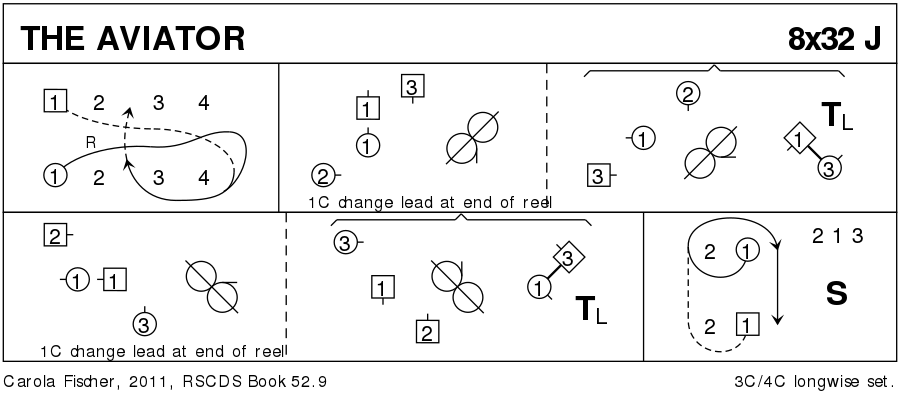 THE AVIATOR 8x32 J
1 2 3 4
R
1 2 3 4
3
1
1
2
1C change lead at end of reel
2
TL
1 1
3 3
2
1 1
3
1C change lead at end of reel
3 3
1 1
2 TL
2 1 2 1 3
S
2 1
Carola Fischer, 2011, RSCDS Book 52.9 3C/4C longwise set.